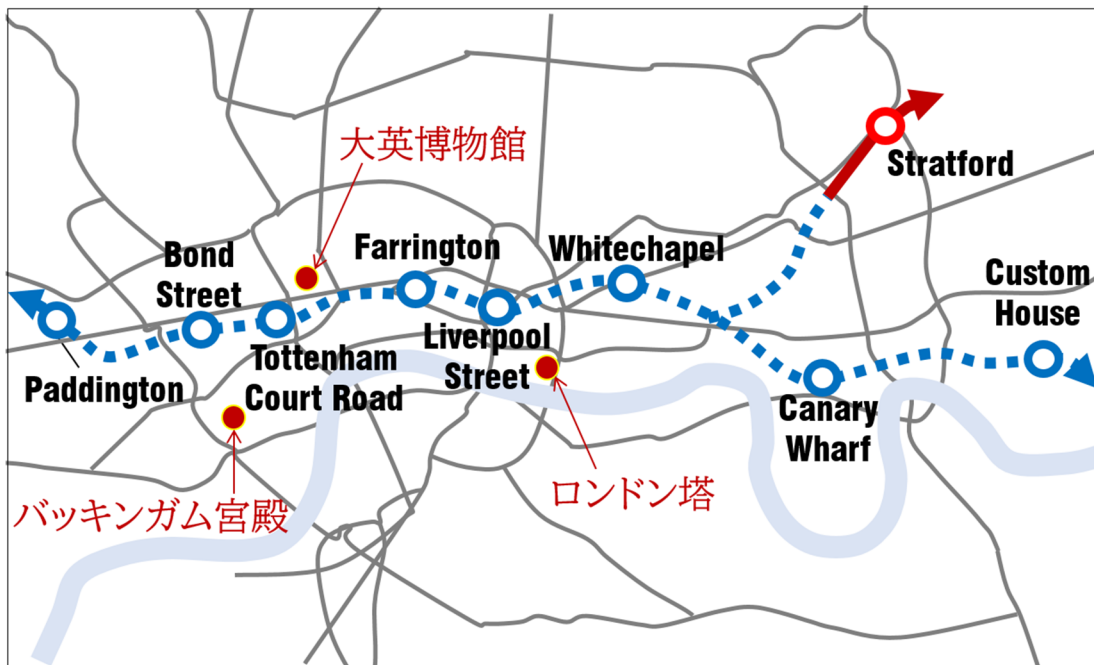 大英博物館
Stratford
Bond
Street
Farrington
Whitechapel
Custom
House
Paddington
Tottenham
Court Road
Liverpool
Street
Canary
Wharf
バッキンガム宮殿
ロンドン塔